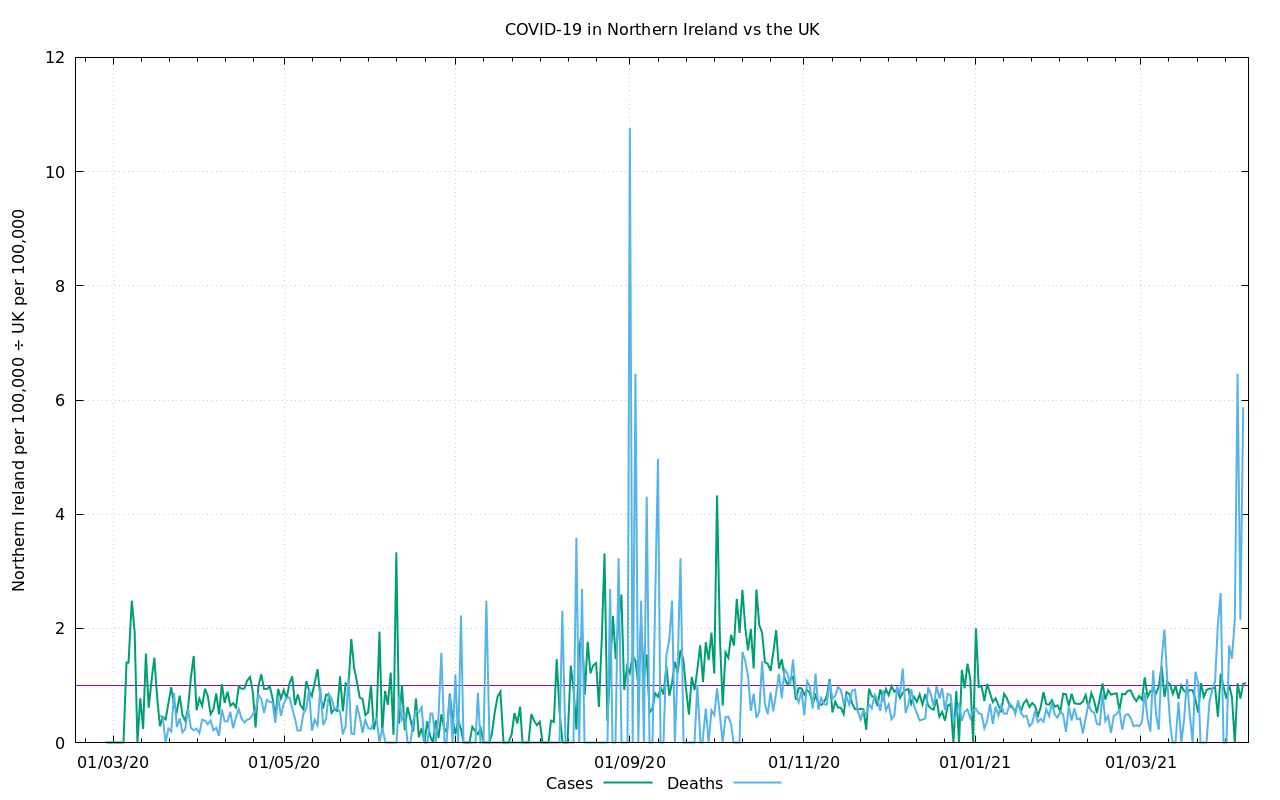 COVID-19 in Northern Ireland vs the UK
Northern Ireland per 100,000 ÷ UK per 100,000
12
10
8
6
4
2
0
01/03/20 01/05/20 01/07/20 01/09/20 01/11/20 01/01/21 01/03/21
Cases Deaths